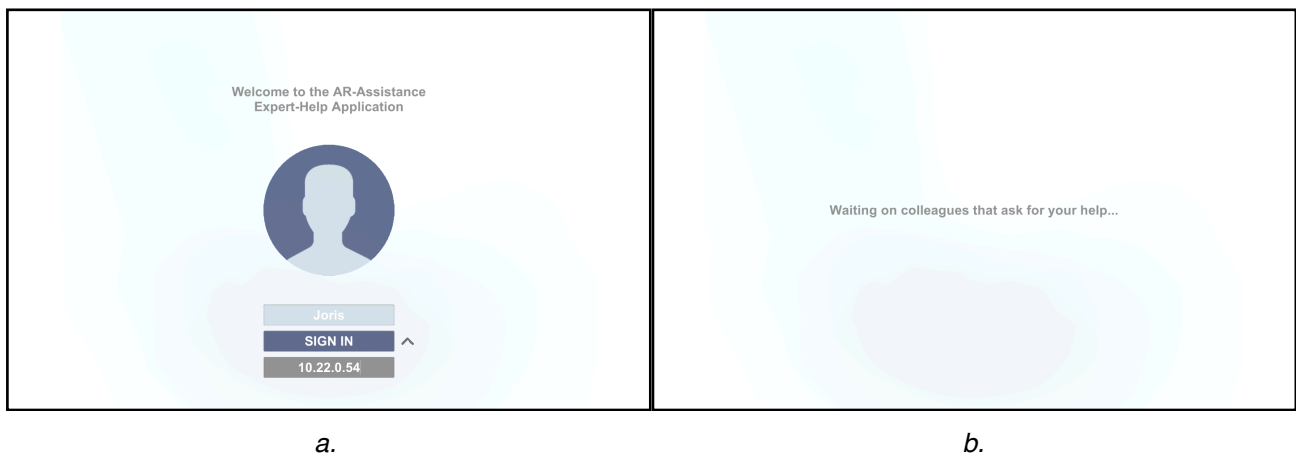 Welcome to the AR-Assistance
Expert-Help Application
Joris
SIGN IN
10.22.0.54
Waiting on colleagues that ask for your help...
a.
b.